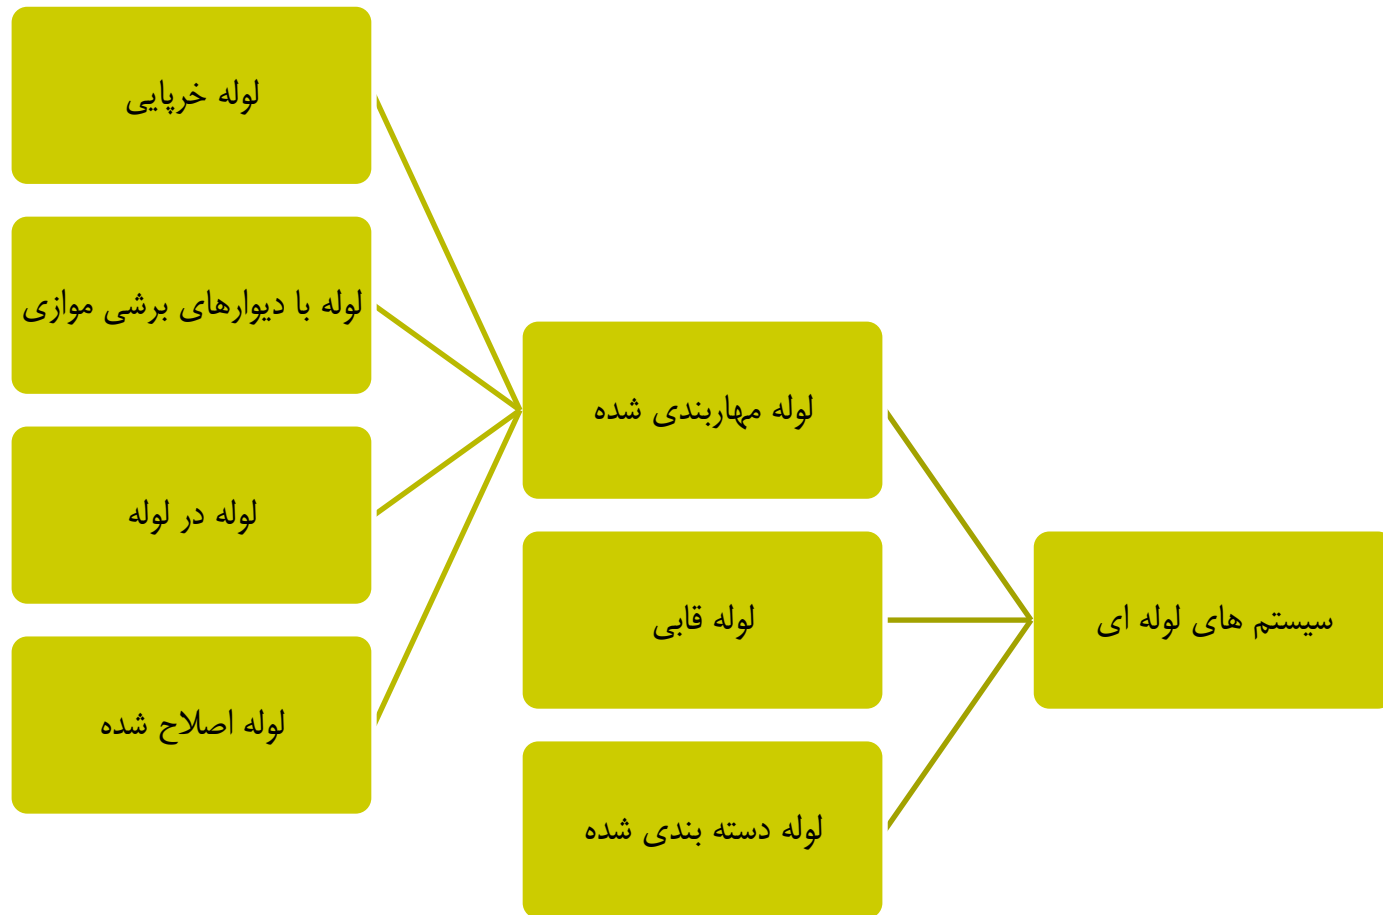 سیستم های لوله ای
لوله مهاربندی شده
لوله خرپایی
لوله با دیوارهای برشی موازی
لوله در لوله
لوله اصلاح شده
لوله قابی
لوله دسته بندی شده